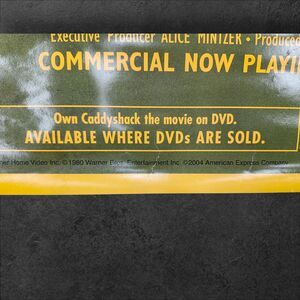 Executive Producer ALICE MINTZER • Produced
COMMERCIAL NOW PLAYI
Own Caddyshack the movie on DVD.
AVAILABLE WHERE DVDs ARE SOLD.
ner Home Video Inc. ©1980 Warner Bros. Entertainment Inc. ©2004 American Express Company